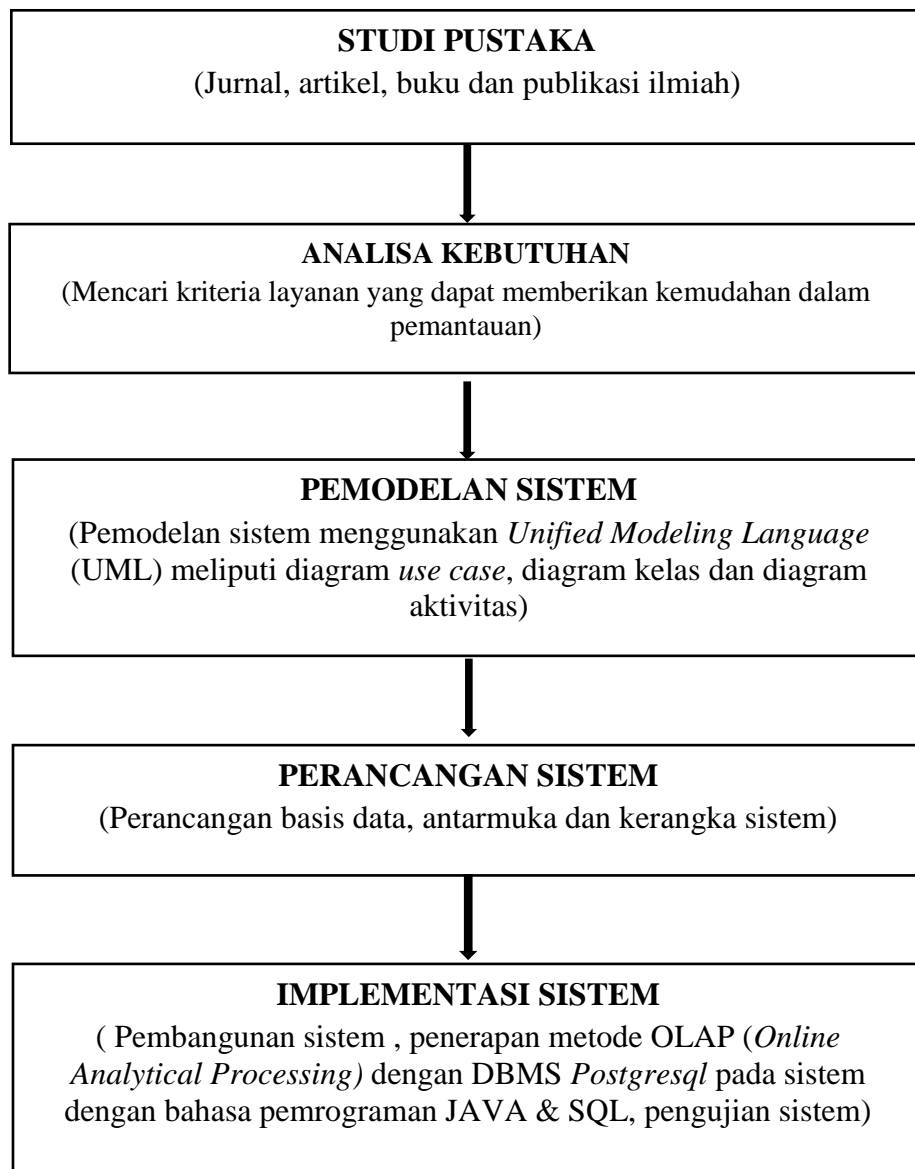 STUDI PUSTAKA
(Jurnal, artikel, buku dan publikasi ilmiah)
ANALISA KEBUTUHAN
(Mencari kriteria layanan yang dapat memberikan kemudahan dalam
pemantauan)
PEMODELAN SISTEM
(Pemodelan sistem menggunakan Unified Modeling Language
(UML) meliputi diagram use case, diagram kelas dan diagram
aktivitas)
PERANCANGAN SISTEM
(Perancangan basis data, antarmuka dan kerangka sistem)
IMPLEMENTASI SISTEM
( Pembangunan sistem , penerapan metode OLAP (Online
Analytical Processing) dengan DBMS Postgresql pada sistem
dengan bahasa pemrograman JAVA & SQL, pengujian sistem)